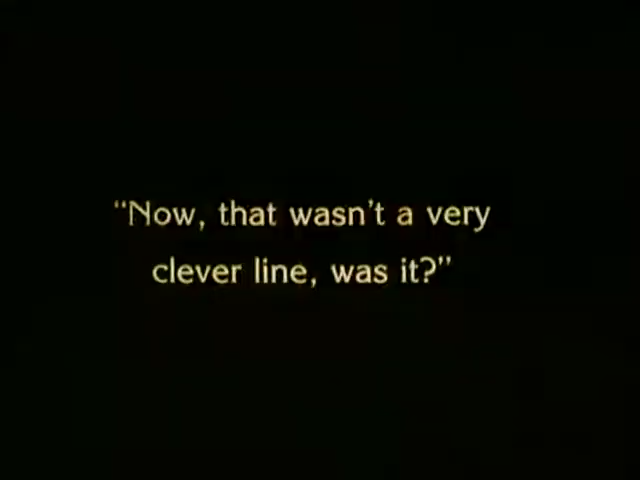 “Now, that wasn't a very
clever line, was it?”